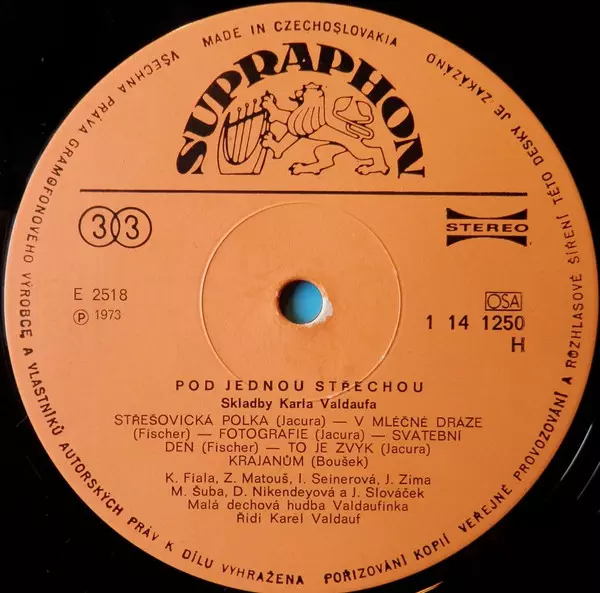 MADE IN CZECHOSLOVAKIA
SUPRAPHON
33
STEREO
E 2518
Ⓟ 1973
OSA
1 14 1250
H
POD JEDNOU STŘECHOU
Skladby Karla Valdaufa
STŘEŠOVICKÁ POLKA (Jacura) — V MLÉČNÉ DRÁZE
(Fischer) — FOTOGRAFIE (Jacura) — SVATEBNÍ
DEN (Fischer) — TO JE ZVYK (Jacura)
KRAJANŮM (Boušek)
K. Fiala, Z. Matouš, I. Seinerová, J. Zíma
M. Šuba, D. Nikendeyová a J. Slováček
Malá dechová hudba Valdaufinka
Řídí Karel Valdauf
VŠECHNA PRÁVA GRAMOFONOVÉHO VÝROBCE A VLASTNÍKŮ AUTORSKÝCH PRÁV K DÍLU VYHRAŽENA
POŘIZOVÁNÍ KOPIÍ VEŘEJNÉ PROVOZOVÁNÍ A ROZHLASOVÉ ŠÍŘENÍ TÉTO DESKY JE ZAKÁZÁNO